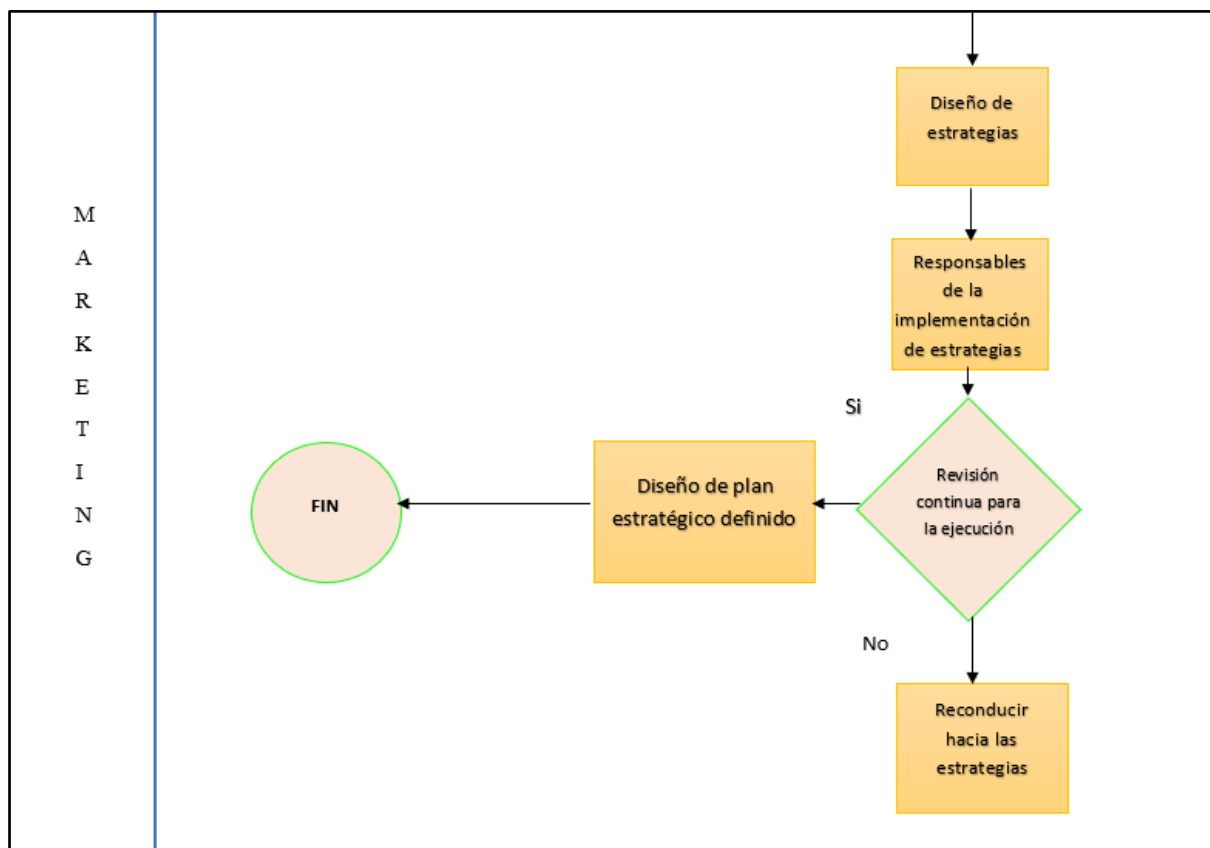 M
A
R
K
E
T
I
N
G
Diseño de
estrategias
Responsables
de la
implementación
de estrategias
Si
Revisión
continua para
la ejecución
Diseño de plan
estratégico definido
FIN
No
Reconducir
hacia las
estrategias